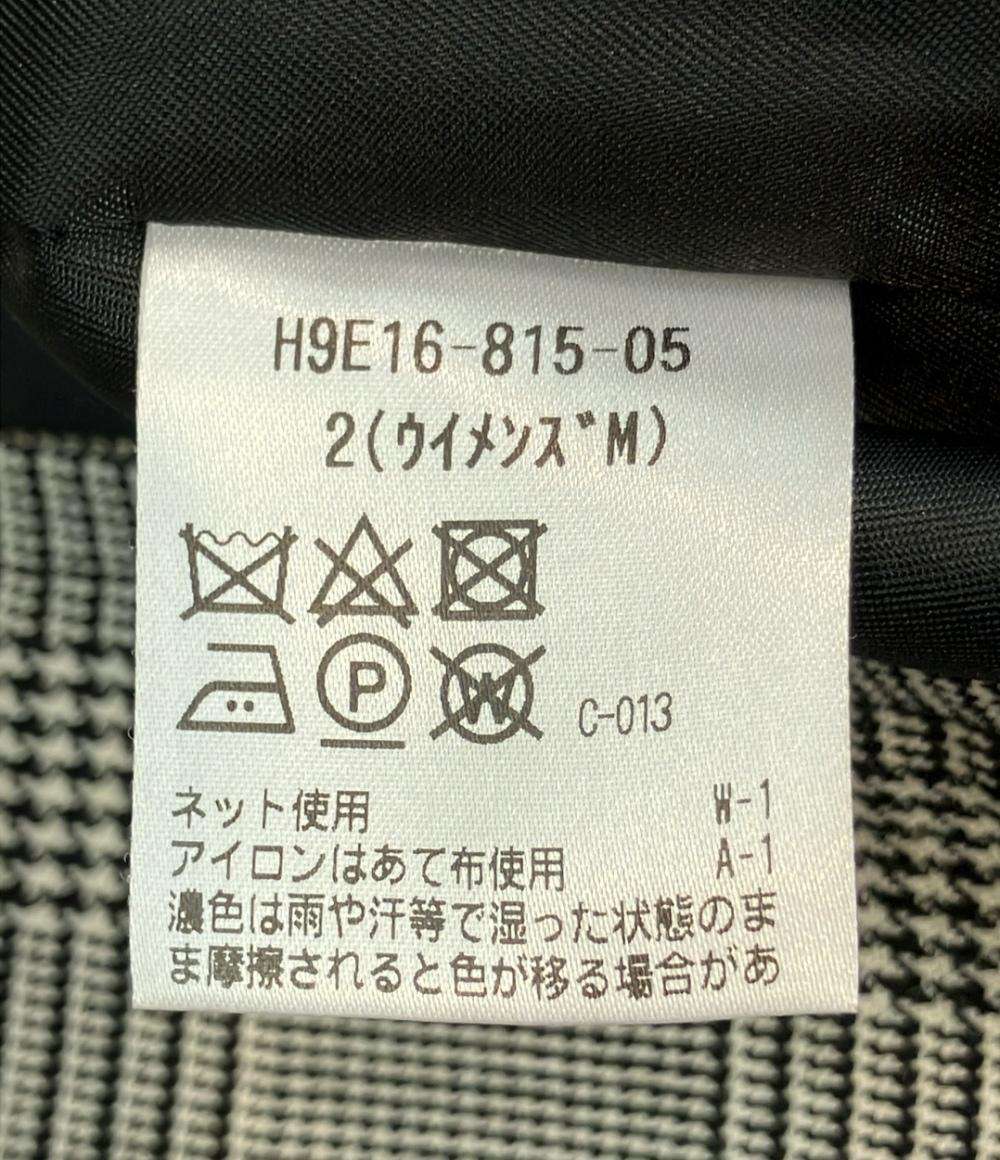 H9E16-815-05
2(ウイメンズM)
P
W
C-013
ネット使用 W-1
アイロンはあて布使用 A-1
濃色は雨や汗等で湿った状態のま
ま摩擦されると色が移る場合があ